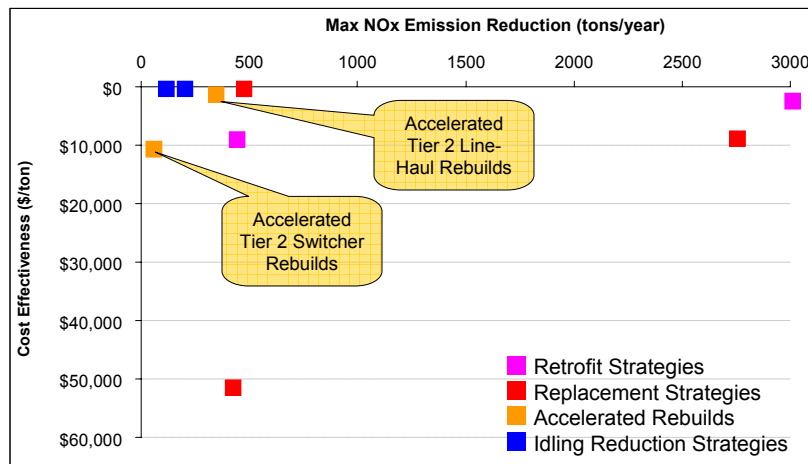 Max NOx Emission Reduction (tons/year)
0 500 1000 1500 2000 2500 3000
Cost Effectiveness ($/ton)
$0
$10,000
$20,000
$30,000
$40,000
$50,000
$60,000
Accelerated
Tier 2 Line-
Haul Rebuilds
Accelerated
Tier 2 Switcher
Rebuilds
Retrofit Strategies
Replacement Strategies
Accelerated Rebuilds
Idling Reduction Strategies